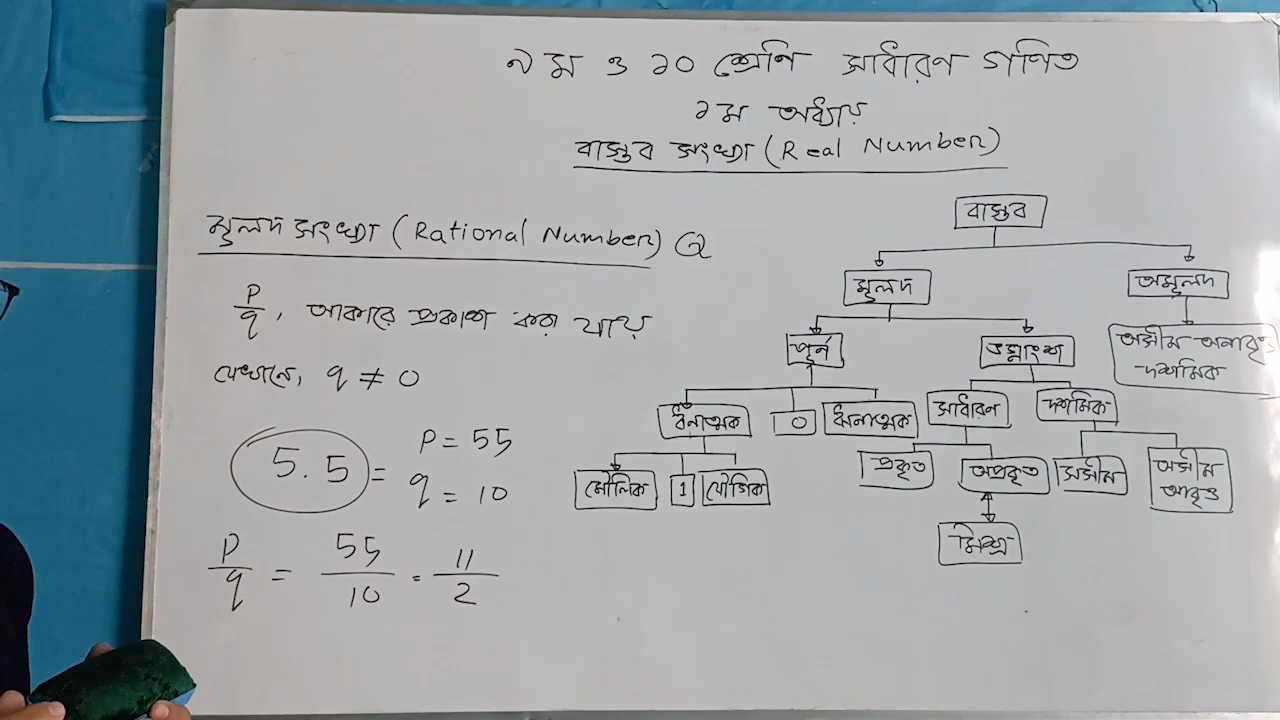 ৯ম ও ১০ শ্রেণি সাধারণ গণিত
১ম অধ্যায়
বাস্তব সংখ্যা (Real Number)
মূলদ সংখ্যা (Rational Number) Q
p/q, আকারে প্রকাশ করা যায়
যেখানে, q ≠ 0
5.5 =
P = 55
q = 10
P/q = 55/10 = 11/2
বাস্তব
মূলদ
অমূলদ
পূর্ন
ভগ্নাংশ
অসীম অনাবৃত্ত
দশমিক
ধনাত্মক
0
ঋনাত্মক
সাধারণ
দশমিক
মৌলিক
1
যৌগিক
প্রকৃত
অপ্রকৃত
সসীম
অসীম
আবৃত্ত
মিশ্র